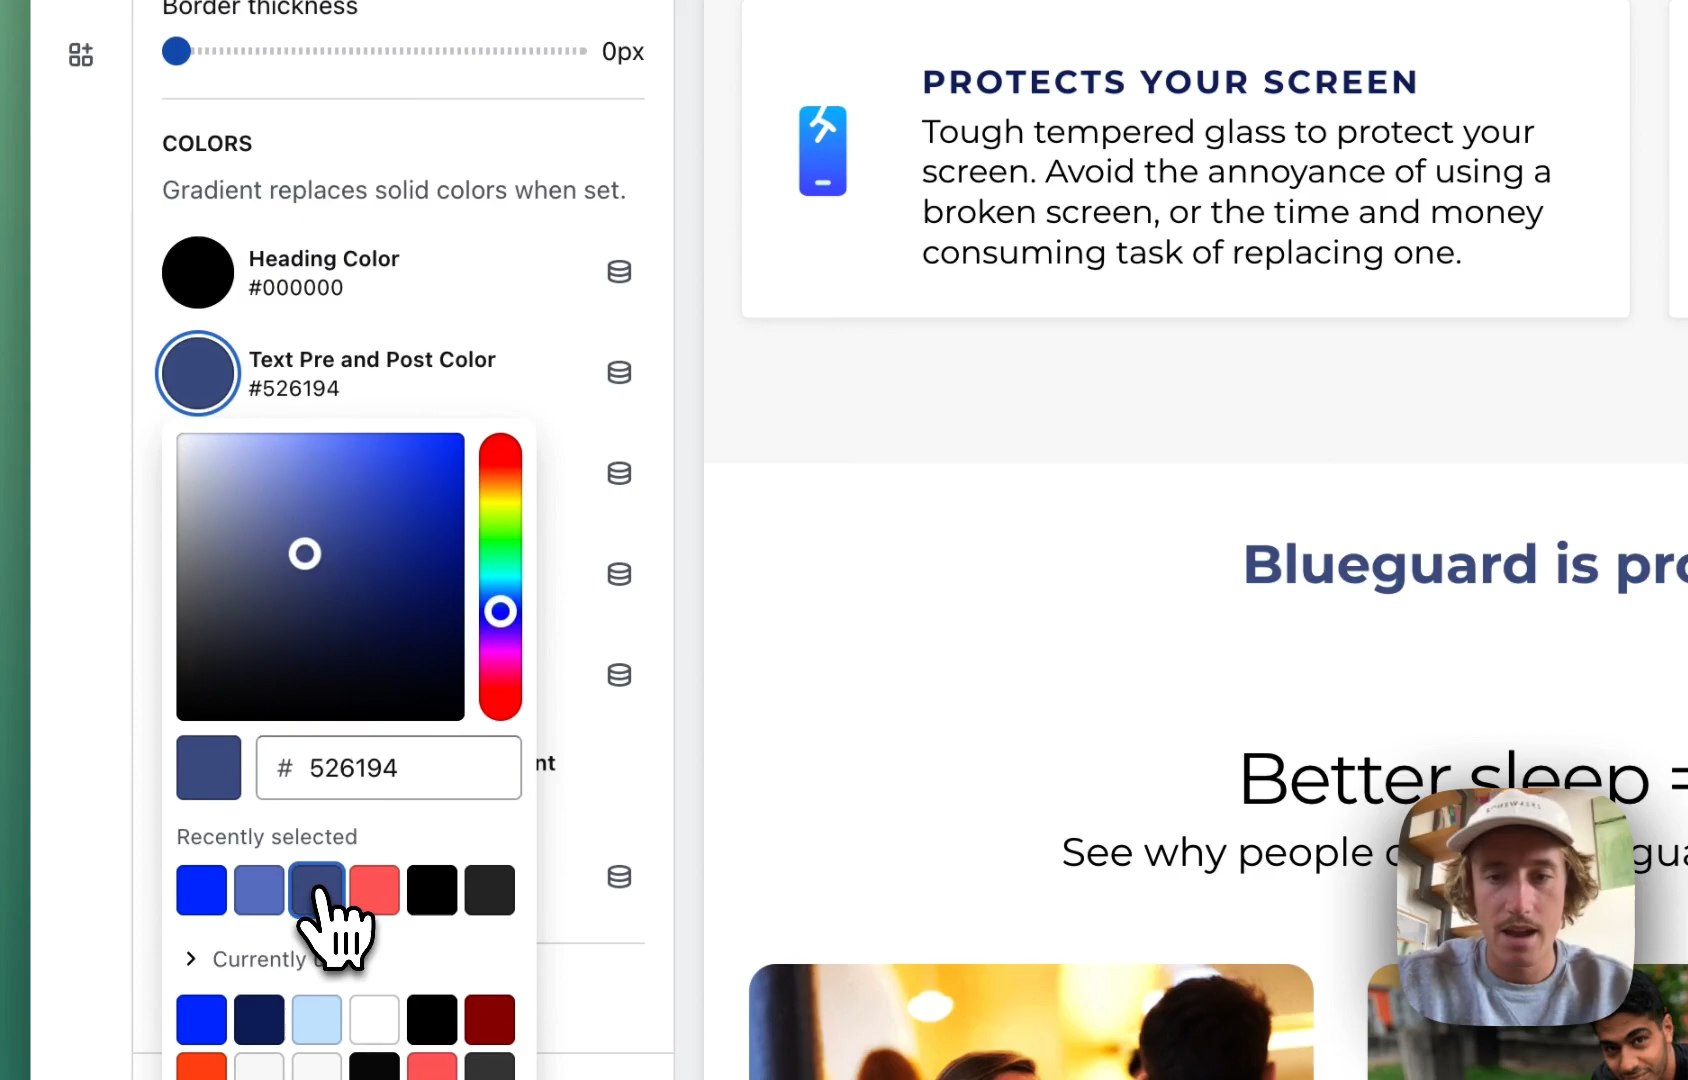 Border thickness
0px
COLORS
Gradient replaces solid colors when set.
Heading Color
#000000
Text Pre and Post Color
#526194
# 526194
nt
Recently selected
Currently
PROTECTS YOUR SCREEN
Tough tempered glass to protect your
screen. Avoid the annoyance of using a
broken screen, or the time and money
consuming task of replacing one.
Blueguard is pro
Better sleep =
See why people
gua